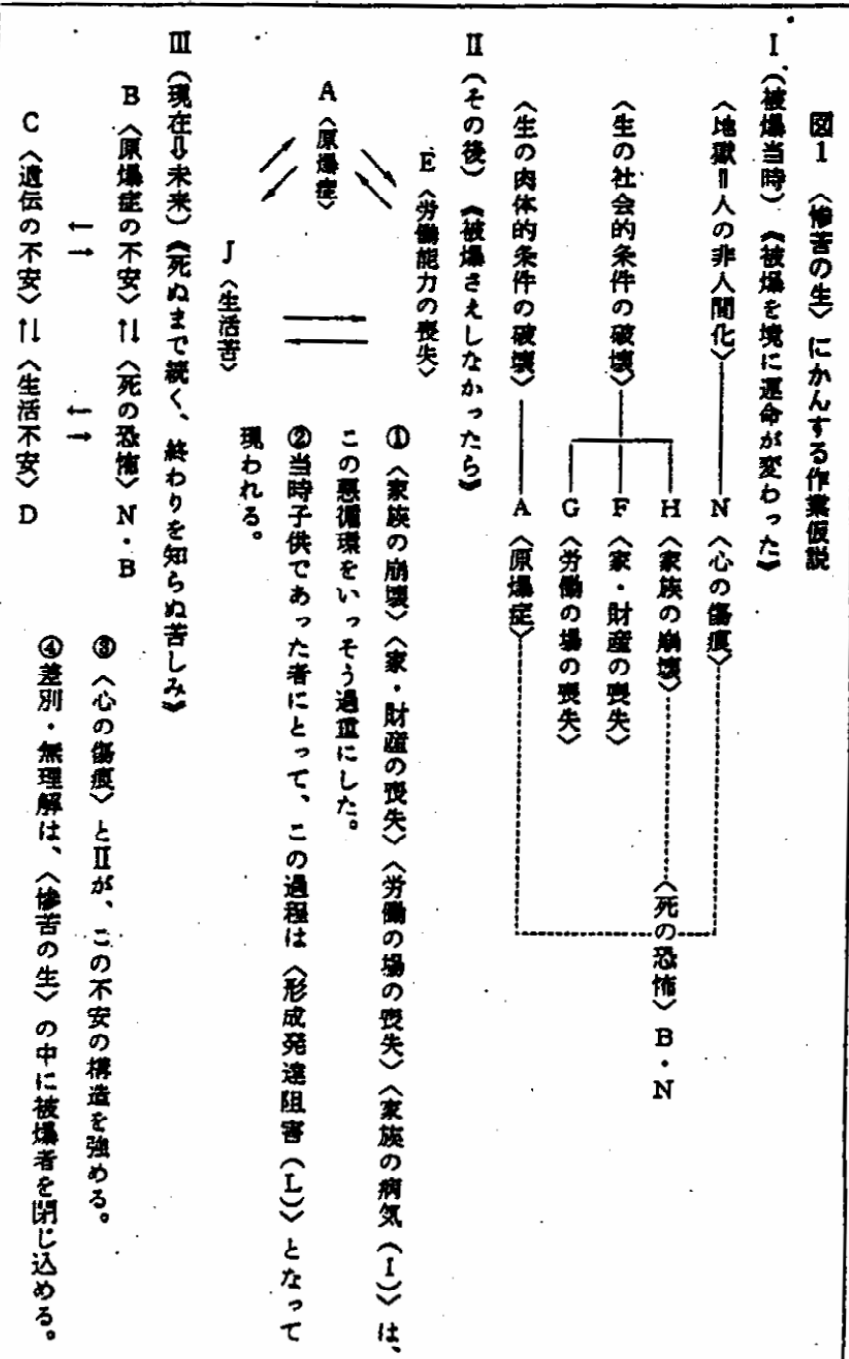 図1 〈惨苦の生〉にかんする作業仮説
Ⅰ(被爆当時)《被爆を境に運命が変わった》
〈地獄=人の非人間化〉 N〈心の傷痕〉
H〈家族の崩壊〉 〈死の恐怖〉B・N
〈生の社会的条件の破壊〉 F〈家・財産の喪失〉
G〈労働の場の喪失〉
〈生の肉体的条件の破壊〉 A〈原爆症〉
Ⅱ(その後)《被爆さえしなかったら》
E〈労働能力の喪失〉
A〈原爆症〉
J〈生活苦〉
①〈家族の崩壊〉〈家・財産の喪失〉〈労働の場の喪失〉〈家族の病気(I)〉は、
この悪循環をいっそう過重にした。
②当時子供であった者にとって、この過程は〈形成発達阻害(L)〉となって
現われる。
Ⅲ(現在⇩未来)《死ぬまで続く、終わりを知らぬ苦しみ》
B〈原爆症の不安〉↑↓〈死の恐怖〉N・B
←→ ←→
C〈遺伝の不安〉↑↓〈生活不安〉D
③〈心の傷痕〉とⅡが、この不安の構造を強める。
④差別・無理解は、〈惨苦の生〉の中に被爆者を閉じ込める。